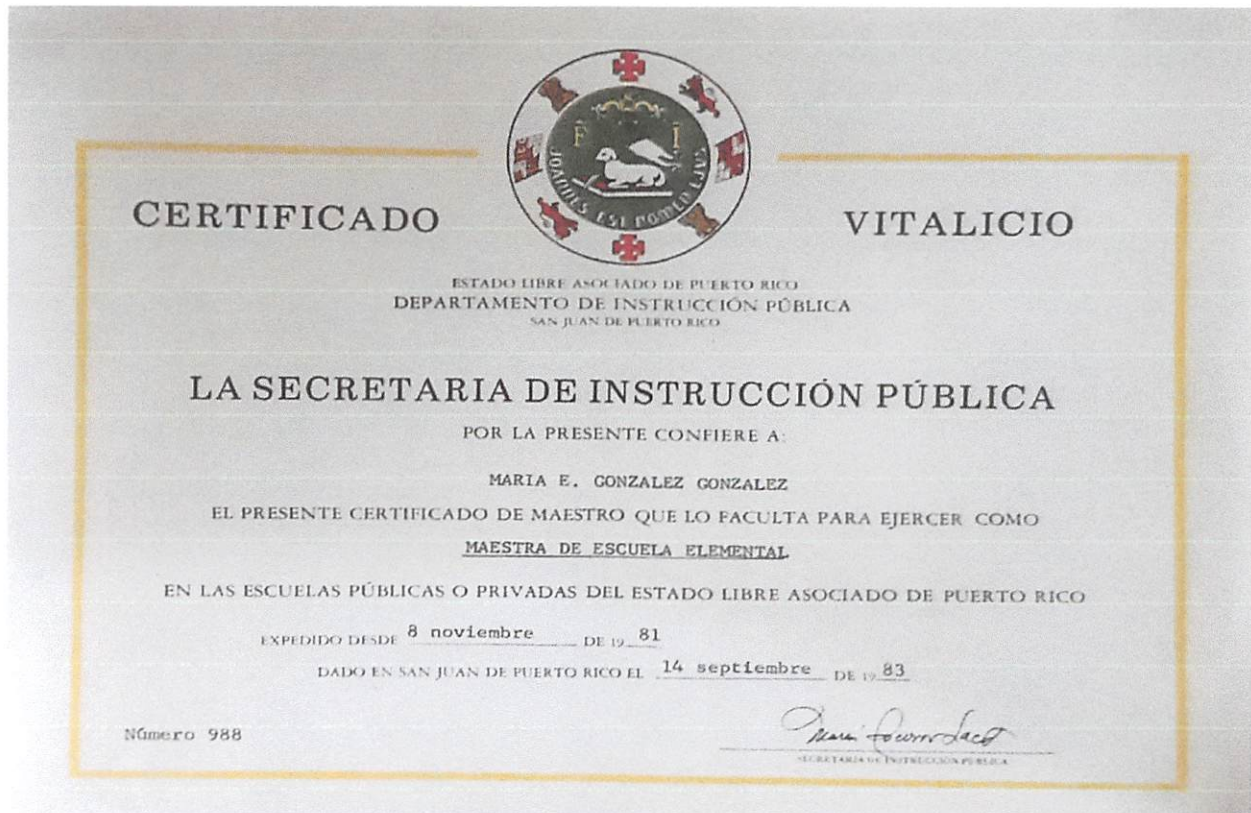 F I
JOANNES EST NOMEN EJUS
CERTIFICADO VITALICIO
ESTADO LIBRE ASOCIADO DE PUERTO RICO
DEPARTAMENTO DE INSTRUCCIÓN PÚBLICA
SAN JUAN DE PUERTO RICO
LA SECRETARIA DE INSTRUCCIÓN PÚBLICA
POR LA PRESENTE CONFIERE A:
MARIA E. GONZALEZ GONZALEZ
EL PRESENTE CERTIFICADO DE MAESTRO QUE LO FACULTA PARA EJERCER COMO
MAESTRA DE ESCUELA ELEMENTAL
EN LAS ESCUELAS PÚBLICAS O PRIVADAS DEL ESTADO LIBRE ASOCIADO DE PUERTO RICO
EXPEDIDO DESDE 8 noviembre DE 19 81
DADO EN SAN JUAN DE PUERTO RICO EL 14 septiembre DE 19 83
Número 988
SECRETARIA DE INSTRUCCIÓN PÚBLICA